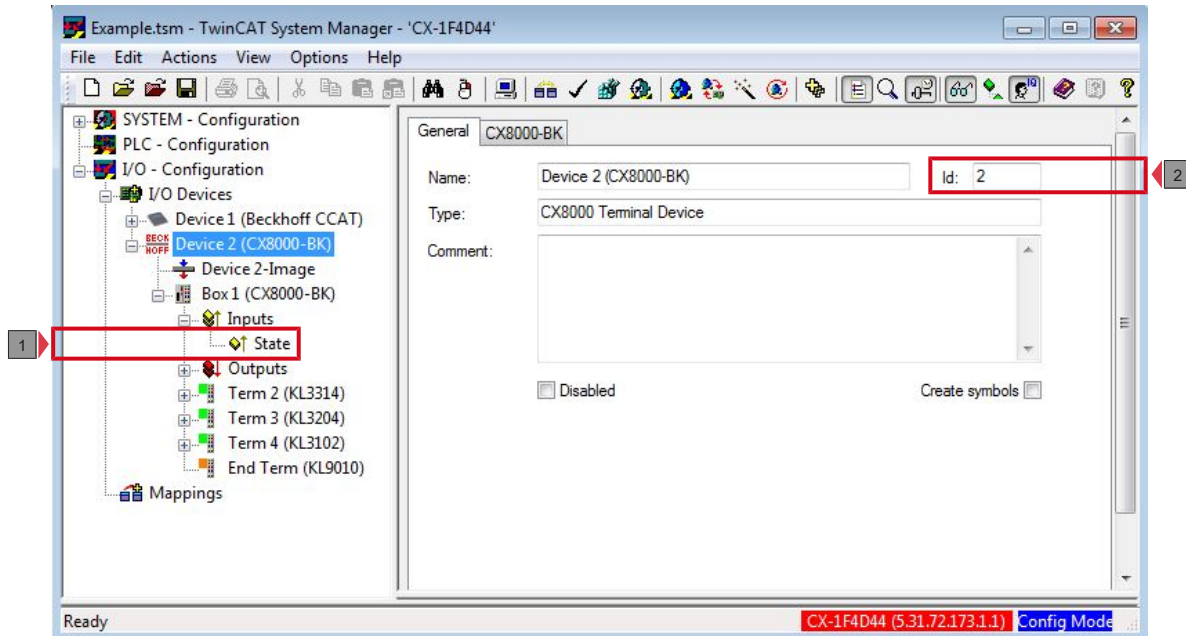 Example.tsm - TwinCAT System Manager - 'CX-1F4D44'
File Edit Actions View Options Help
SYSTEM - Configuration
PLC - Configuration
I/O - Configuration
I/O Devices
Device 1 (Beckhoff CCAT)
BECK
HOFF
Device 2 (CX8000-BK)
Device 2-Image
Box 1 (CX8000-BK)
Inputs
1
State
Outputs
Term 2 (KL3314)
Term 3 (KL3204)
Term 4 (KL3102)
End Term (KL9010)
Mappings
General CX8000-BK
Name: Device 2 (CX8000-BK) Id: 2
2
Type: CX8000 Terminal Device
Comment:
Disabled Create symbols
Ready CX-1F4D44 (5.31.72.173.1.1) Config Mode